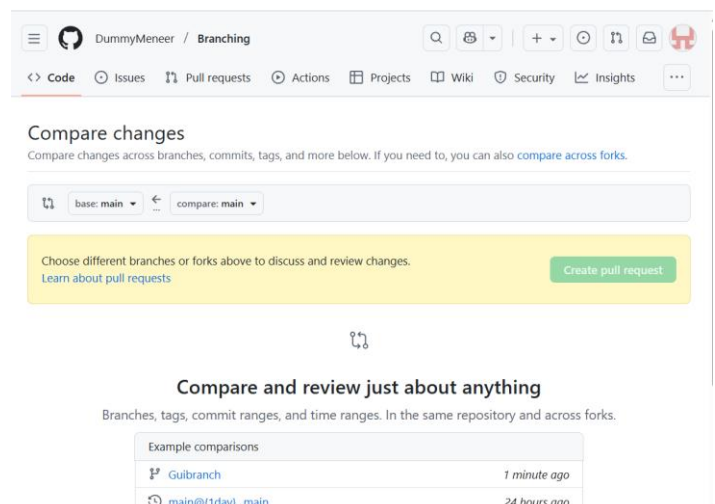 DummyMeneer / Branching
Code Issues Pull requests Actions Projects Wiki Security Insights
Compare changes
Compare changes across branches, commits, tags, and more below. If you need to, you can also compare across forks.
base: main compare: main
Choose different branches or forks above to discuss and review changes.
Learn about pull requests
Create pull request
Compare and review just about anything
Branches, tags, commit ranges, and time ranges. In the same repository and across forks.
Example comparisons
Guibranch 1 minute ago
main@{1day}...main 24 hours ago